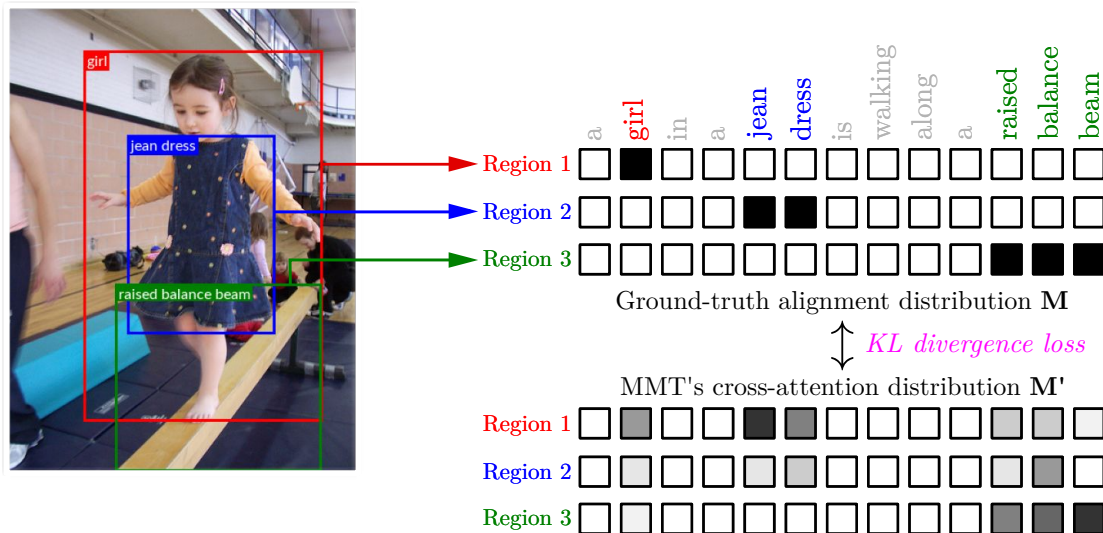 girl
jean dress
raised balance beam
a girl in a jean dress is walking along a raised balance beam
Region 1
Region 2
Region 3
Ground-truth alignment distribution M
KL divergence loss
MMT's cross-attention distribution M'
Region 1
Region 2
Region 3